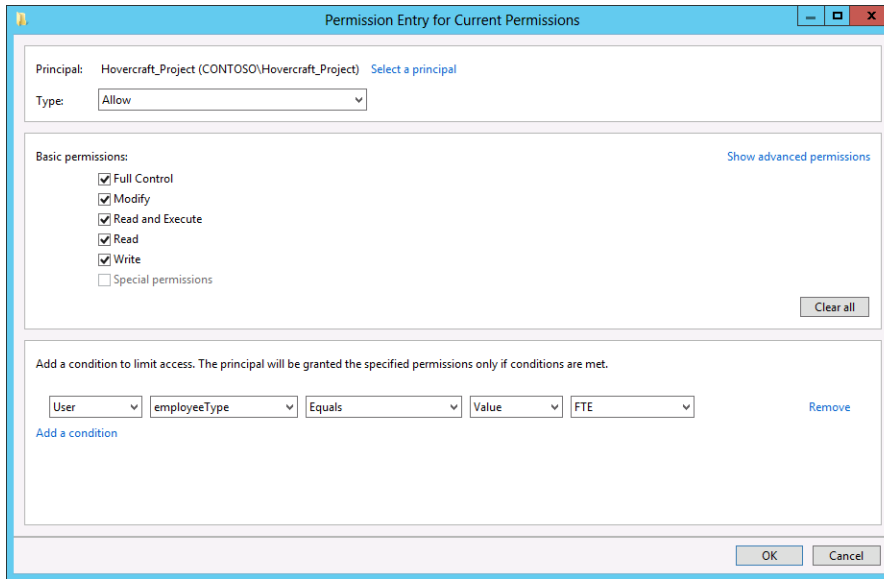 Permission Entry for Current Permissions
Principal: Hovercraft_Project (CONTOSO\Hovercraft_Project) Select a principal
Type: Allow
Basic permissions: Show advanced permissions
Full Control
Modify
Read and Execute
Read
Write
Special permissions
Clear all
Add a condition to limit access. The principal will be granted the specified permissions only if conditions are met.
User employeeType Equals Value FTE Remove
Add a condition
OK Cancel